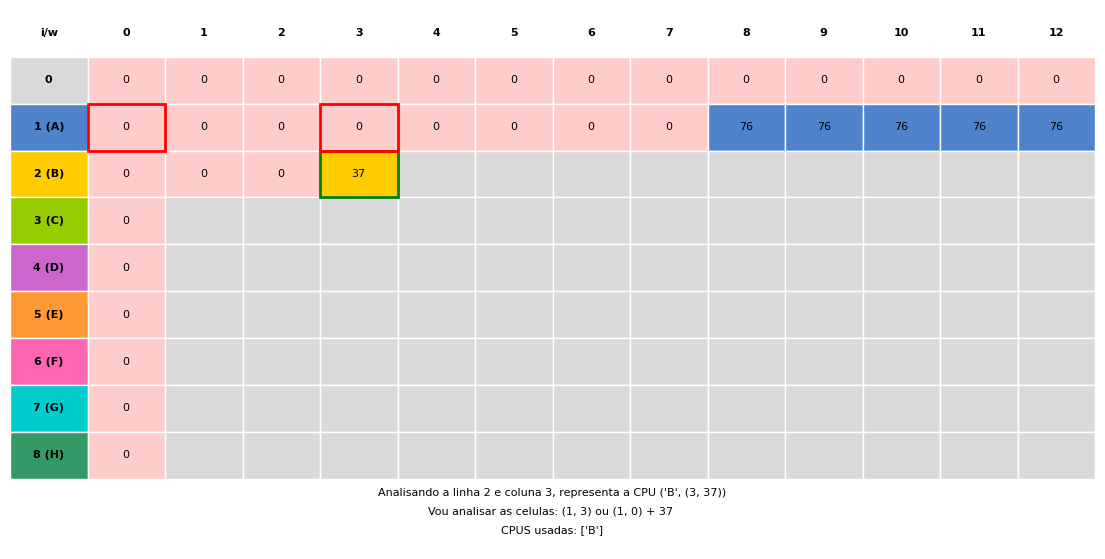 i/w 0 1 2 3 4 5 6 7 8 9 10 11 12
0 0 0 0 0 0 0 0 0 0 0 0 0 0
1 (A) 0 0 0 0 0 0 0 0 76 76 76 76 76
2 (B) 0 0 0 37
3 (C) 0
4 (D) 0
5 (E) 0
6 (F) 0
7 (G) 0
8 (H) 0
Analisando a linha 2 e coluna 3, representa a CPU ('B', (3, 37))
Vou analisar as celulas: (1, 3) ou (1, 0) + 37
CPUS usadas: ['B']